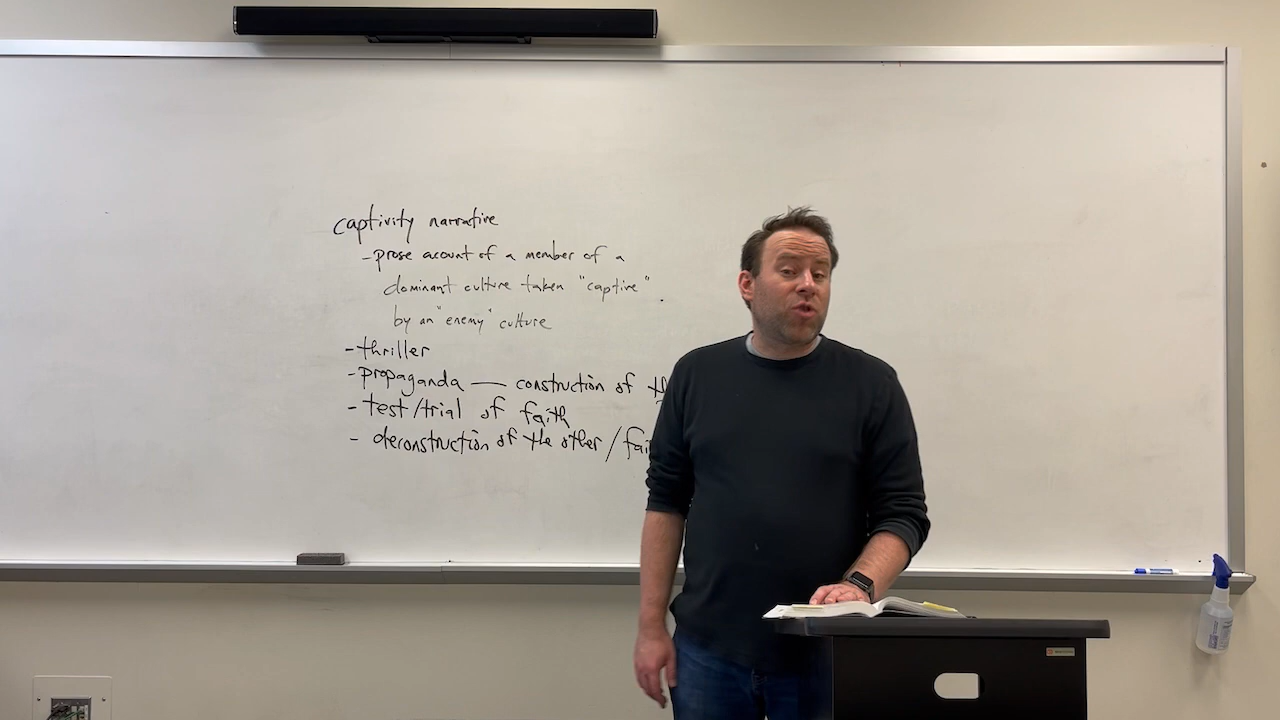 captivity narrative
- prose account of a member of a
dominant culture taken "captive"
by an "enemy" culture
- thriller
- propaganda — construction of
- test/trial of faith
- deconstruction of the other /